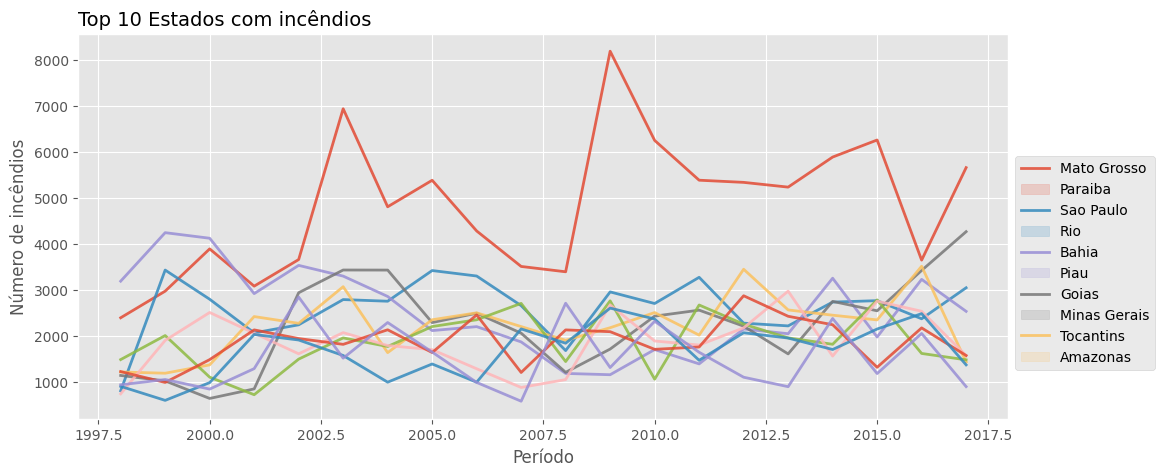 Top 10 Estados com incêndios
Número de incêndios
8000
7000
6000
5000
4000
3000
2000
1000
1997.5 2000.0 2002.5 2005.0 2007.5 2010.0 2012.5 2015.0 2017.5
Período
Mato Grosso
Paraiba
Sao Paulo
Rio
Bahia
Piau
Goias
Minas Gerais
Tocantins
Amazonas